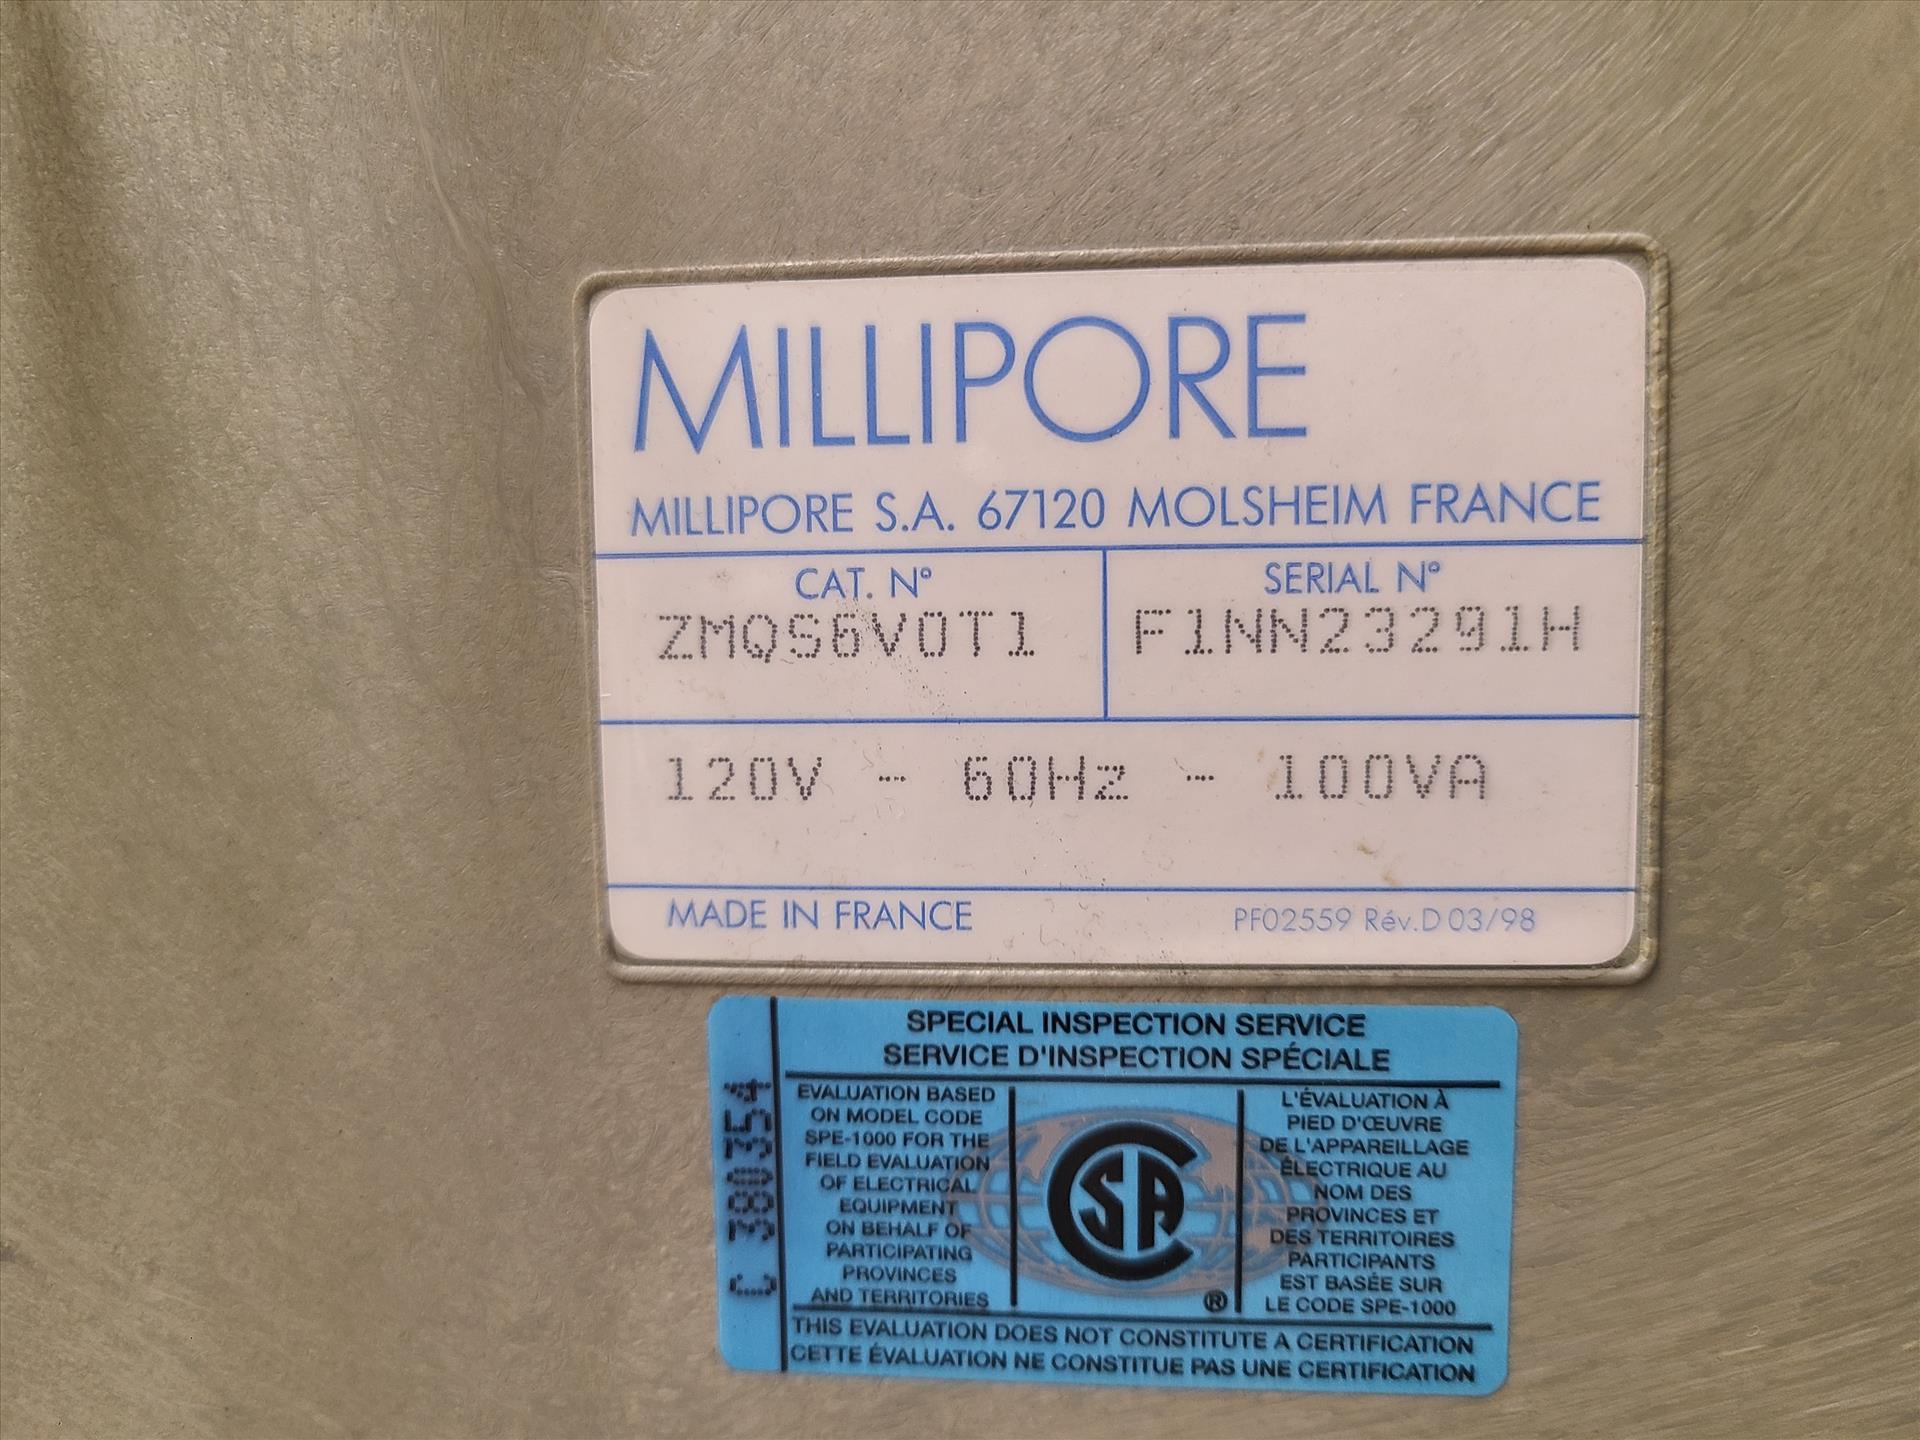 MILLIPORE
MILLIPORE S.A. 67120 MOLSHEIM FRANCE
CAT. Nº
ZMQS6V0T1
SERIAL Nº
F1NN23291H
120V - 60Hz - 100VA
MADE IN FRANCE
PF02559 Rév.D 03/98
SPECIAL INSPECTION SERVICE
SERVICE D'INSPECTION SPÉCIALE
C 380354
EVALUATION BASED
ON MODEL CODE
SPE-1000 FOR THE
FIELD EVALUATION
OF ELECTRICAL
EQUIPMENT
ON BEHALF OF
PARTICIPATING
PROVINCES
AND TERRITORIES
CSA
®
L'ÉVALUATION À
PIED D'ŒUVRE
DE L'APPAREILLAGE
ÉLECTRIQUE AU
NOM DES
PROVINCES ET
DES TERRITOIRES
PARTICIPANTS
EST BASÉE SUR
LE CODE SPE-1000
THIS EVALUATION DOES NOT CONSTITUTE A CERTIFICATION
CETTE ÉVALUATION NE CONSTITUE PAS UNE CERTIFICATION